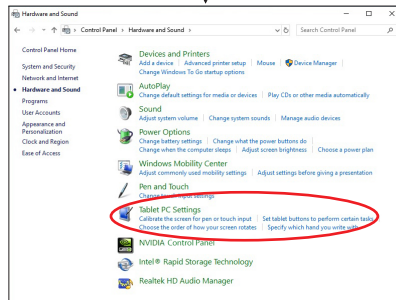 Hardware and Sound
Control Panel › Hardware and Sound ›
Search Control Panel
Control Panel Home
System and Security
Network and Internet
Hardware and Sound
Programs
User Accounts
Appearance and
Personalization
Clock and Region
Ease of Access
Devices and Printers
Add a device | Advanced printer setup | Mouse | Device Manager |
Change Windows To Go startup options
AutoPlay
Change default settings for media or devices | Play CDs or other media automatically
Sound
Adjust system volume | Change system sounds | Manage audio devices
Power Options
Change battery settings | Change what the power buttons do |
Change when the computer sleeps | Adjust screen brightness | Choose a power plan
Windows Mobility Center
Adjust commonly used mobility settings | Adjust settings before giving a presentation
Pen and Touch
Change touch input settings
Tablet PC Settings
Calibrate the screen for pen or touch input | Set tablet buttons to perform certain tasks
Choose the order of how your screen rotates | Specify which hand you write with
NVIDIA Control Panel
Intel® Rapid Storage Technology
Realtek HD Audio Manager